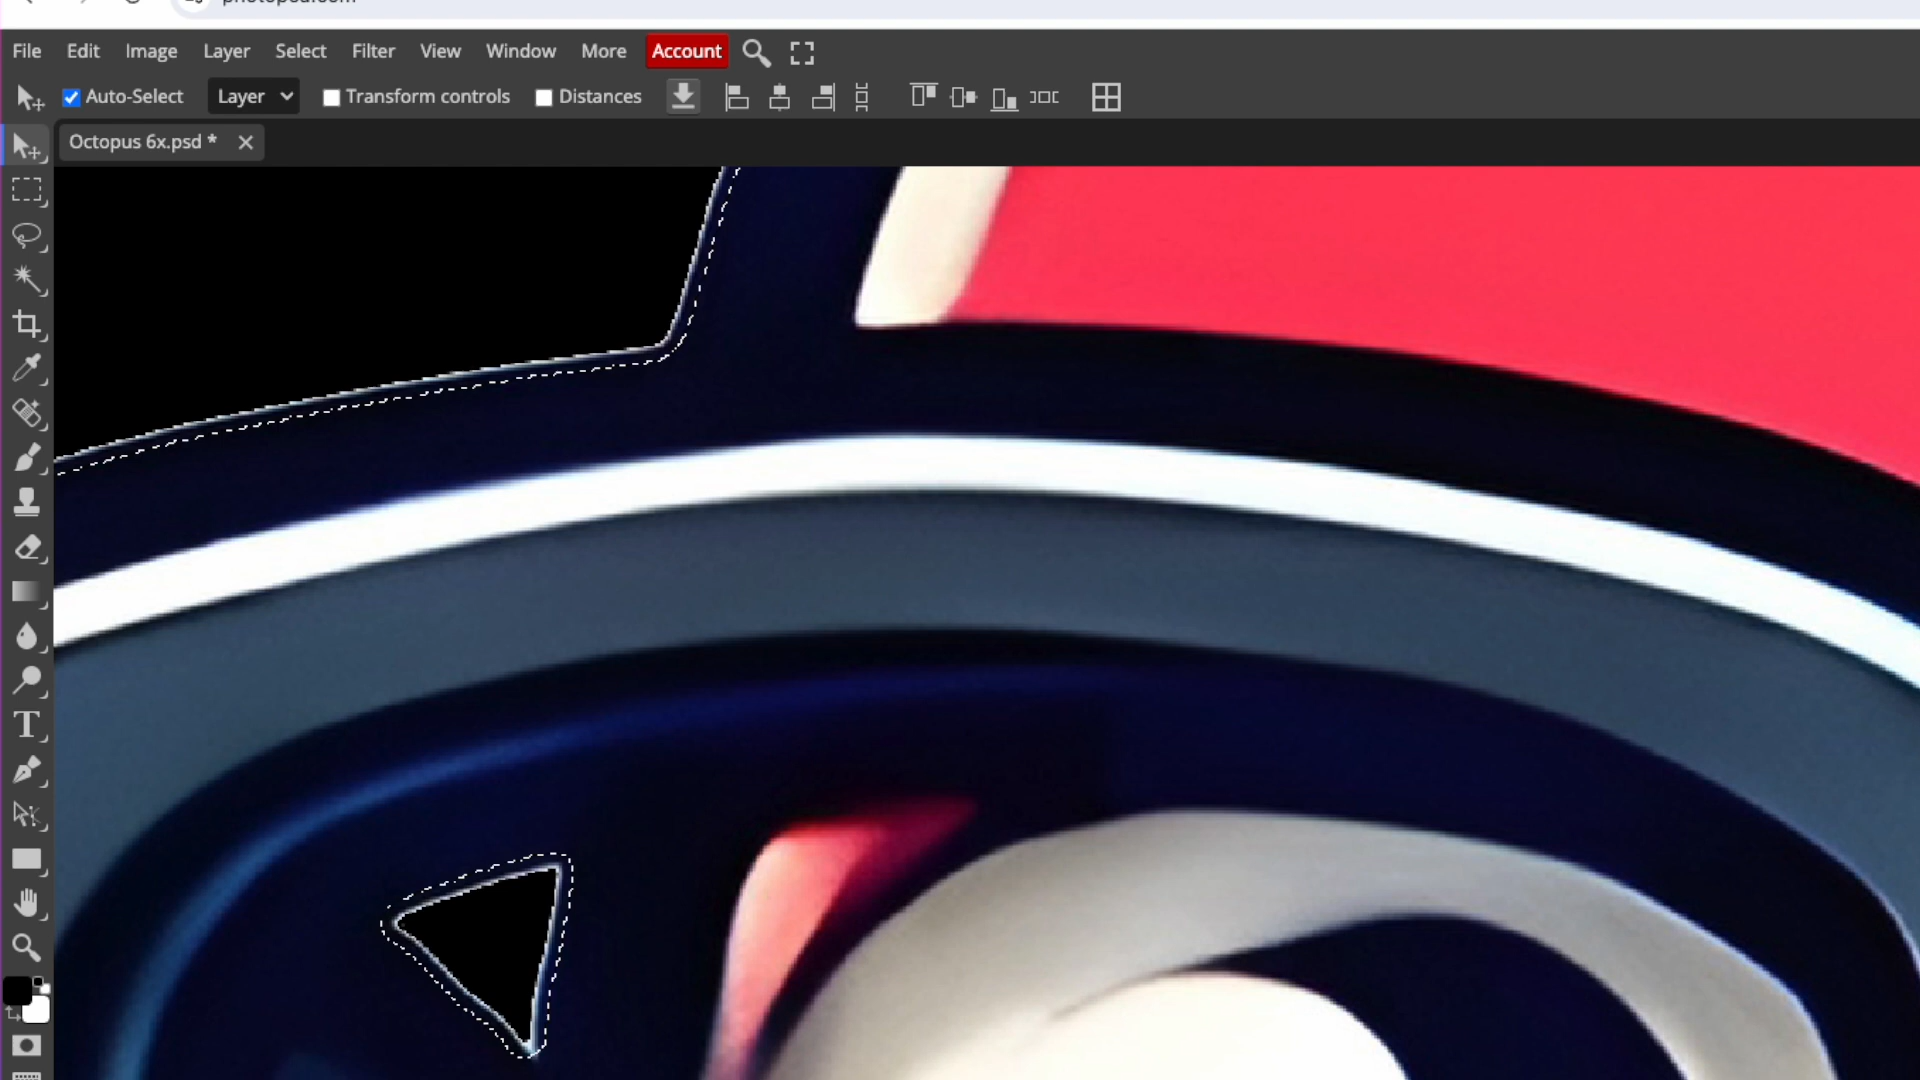 File Edit Image Layer Select Filter View Window More Account
Auto-Select Layer Transform controls Distances
Octopus 6x.psd *
T